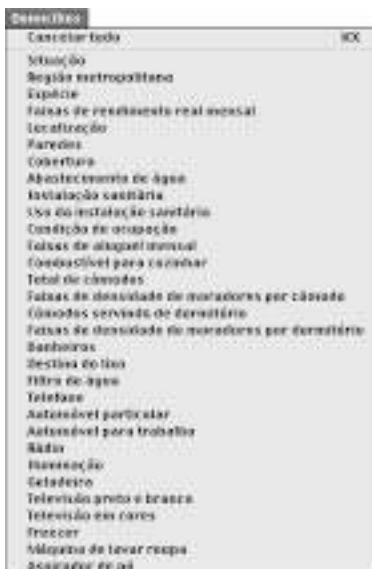 Domicílios
Cancelar tudo ⌘K
Situação
Região metropolitana
Espécie
Faixas de rendimento real mensal
Localização
Paredes
Cobertura
Abastecimento de água
Instalação sanitária
Uso da instalação sanitária
Condição de ocupação
Faixas de aluguel mensal
Combustível para cozinhar
Total de cômodos
Faixas de densidade de moradores por cômodo
Cômodos servindo de dormitório
Faixas de densidade de moradores por dormitório
Banheiros
Destino do lixo
Filtro de água
Telefone
Automóvel particular
Automóvel para trabalho
Rádio
Iluminação
Geladeira
Televisão preto e branco
Televisão em cores
Freezer
Máquina de lavar roupa
Aspirador de pó